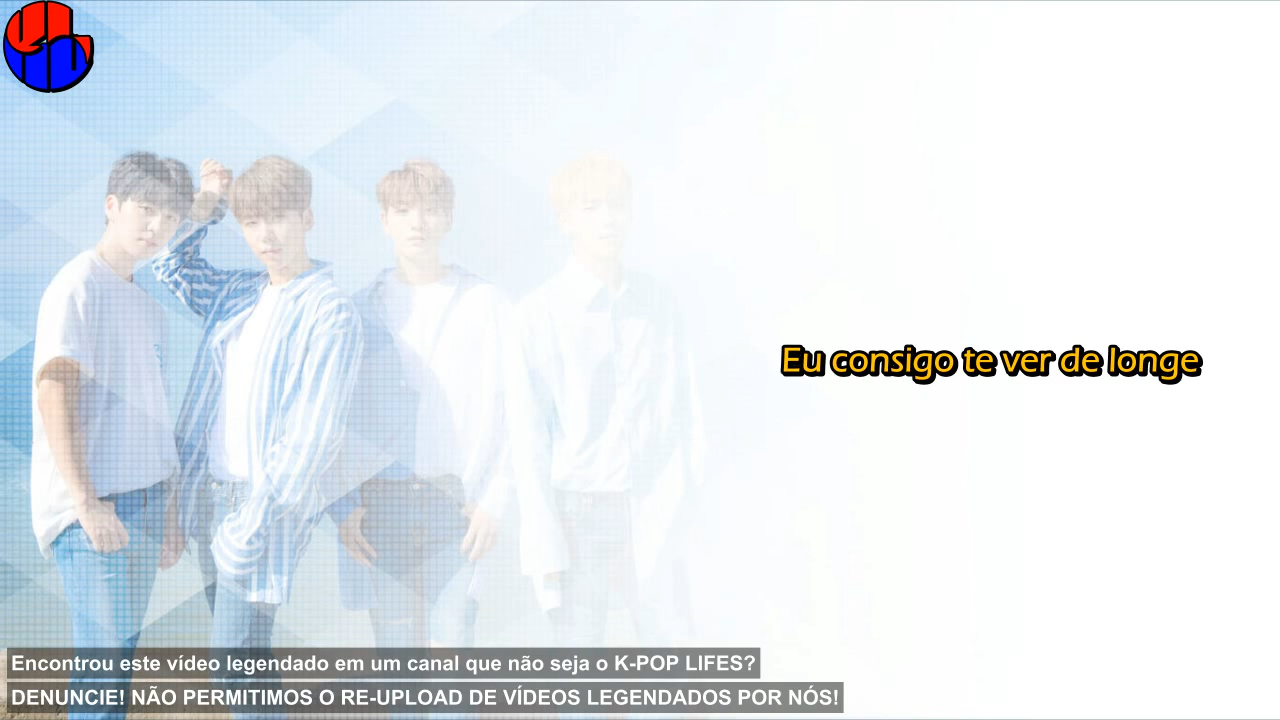 Eu consigo te ver de longe
Encontrou este vídeo legendado em um canal que não seja o K-POP LIFES?
DENUNCIE! NÃO PERMITIMOS O RE-UPLOAD DE VÍDEOS LEGENDADOS POR NÓS!